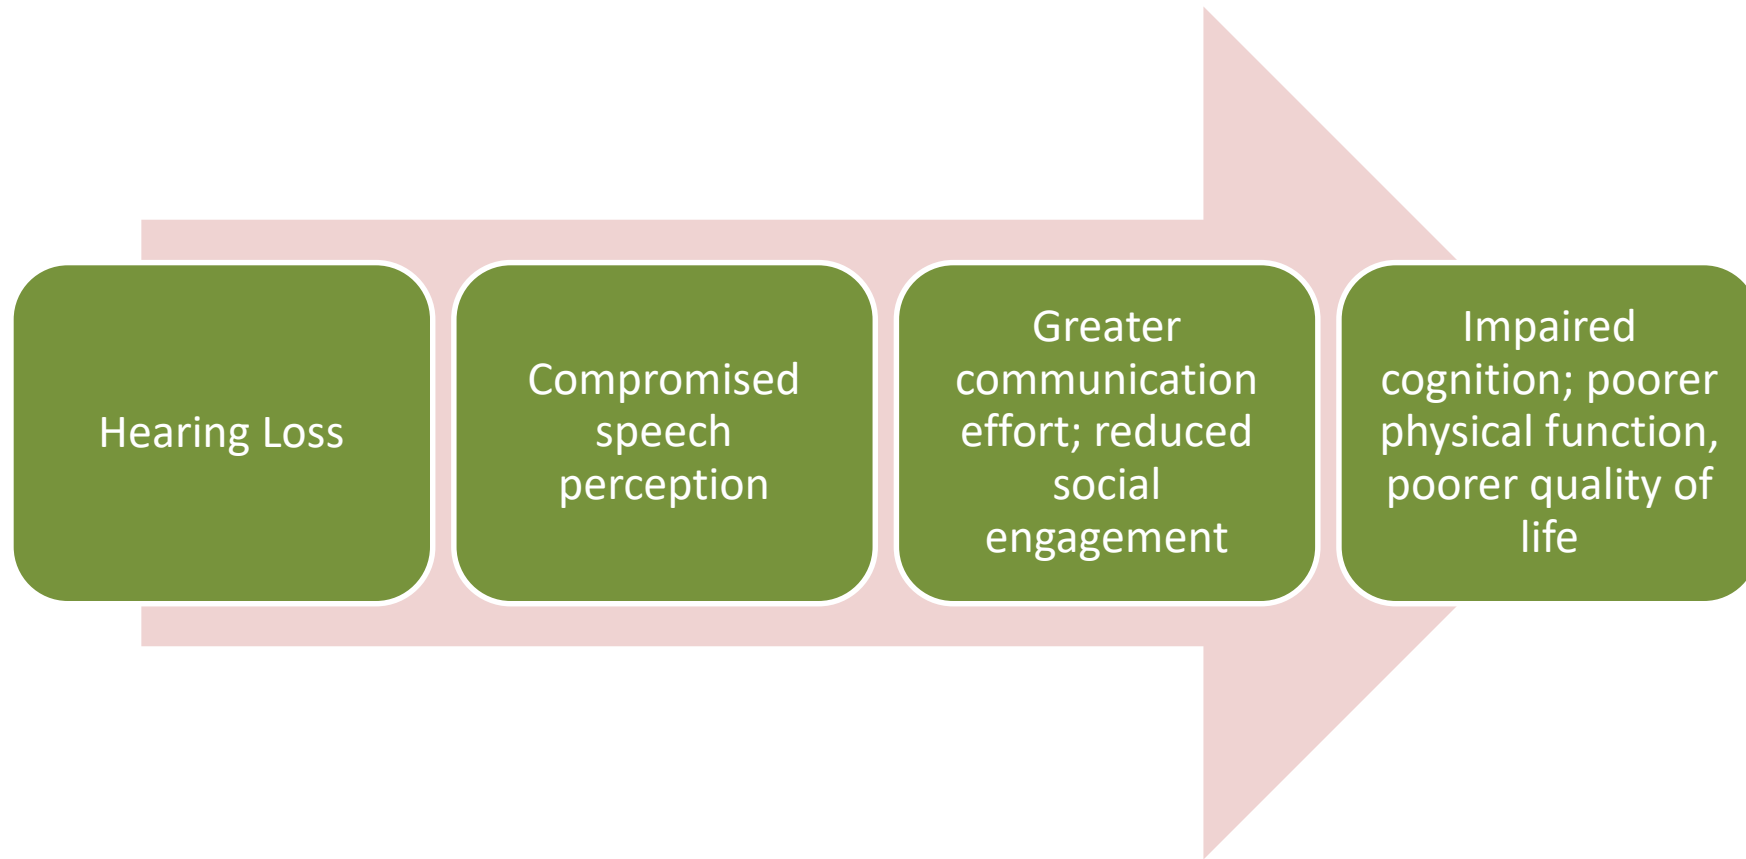 Hearing Loss
Compromised
speech
perception
Greater
communication
effort; reduced
social
engagement
Impaired
cognition; poorer
physical function,
poorer quality of
life